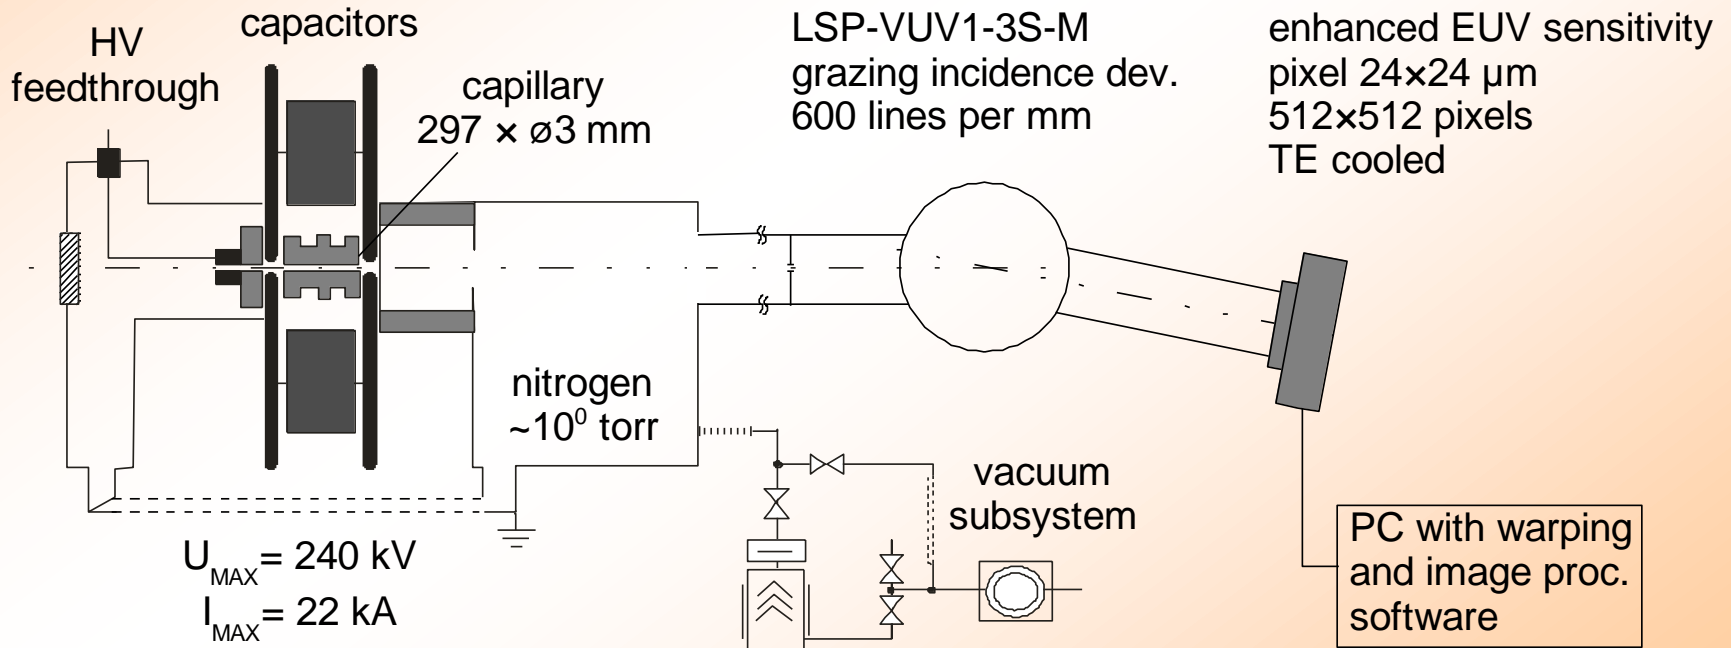 HV
feedthrough
capacitors
capillary
297 × ø3 mm
LSP-VUV1-3S-M
grazing incidence dev.
600 lines per mm
enhanced EUV sensitivity
pixel 24×24 µm
512×512 pixels
TE cooled
nitrogen
~10⁰ torr
vacuum
subsystem
U_MAX= 240 kV
I_MAX= 22 kA
PC with warping
and image proc.
software